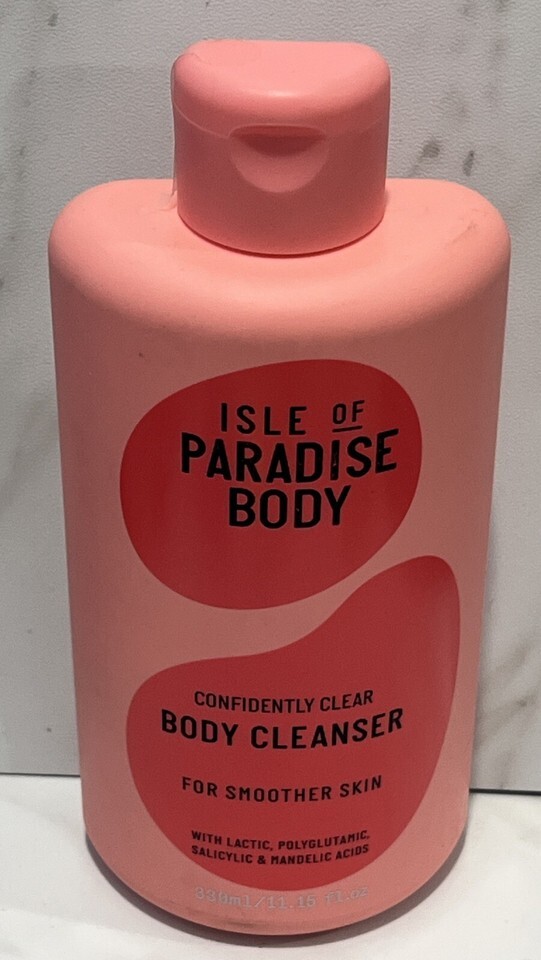 ISLE OF
PARADISE
BODY
CONFIDENTLY CLEAR
BODY CLEANSER
FOR SMOOTHER SKIN
WITH LACTIC, POLYGLUTAMIC,
SALICYLIC & MANDELIC ACIDS
330ml/11.15 fl.oz